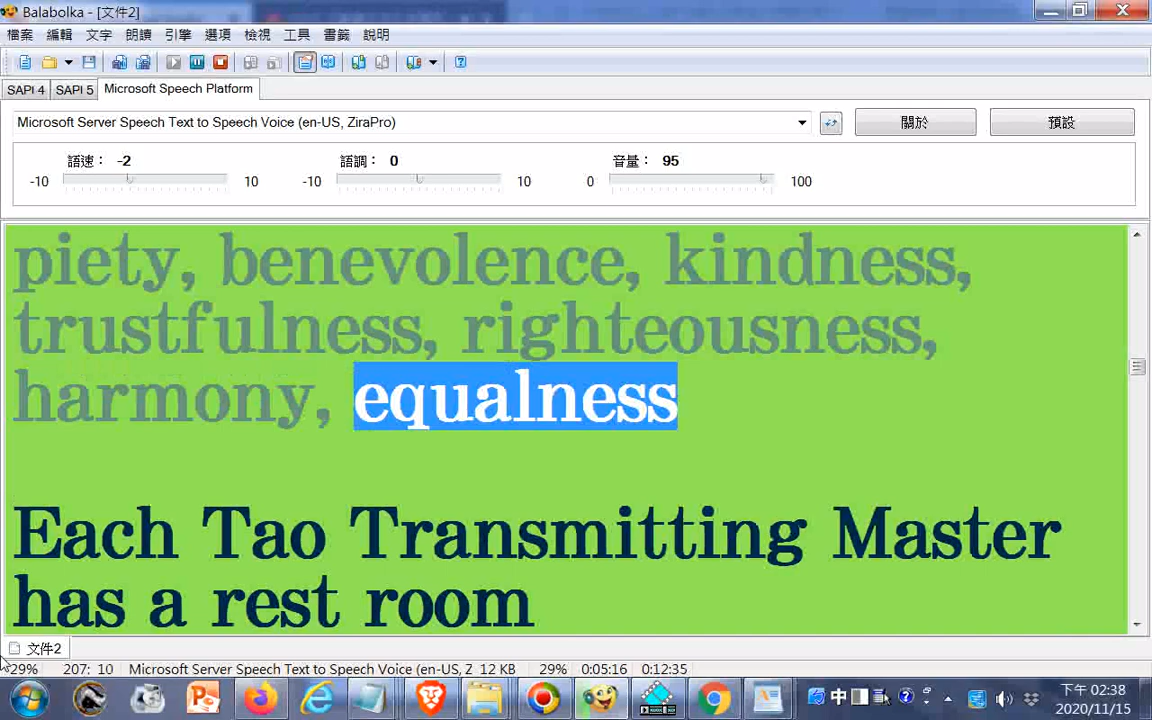 Balabolka - [文件2]
檔案 編輯 文字 朗讀 引擎 選項 檢視 工具 書籤 說明
SAPI 4 SAPI 5 Microsoft Speech Platform
Microsoft Server Speech Text to Speech Voice (en-US, ZiraPro) 關於 預設
語速： -2 語調： 0 音量： 95
-10 10 -10 10 0 100
piety, benevolence, kindness,
trustfulness, righteousness,
harmony, equalness
Each Tao Transmitting Master
has a rest room
文件2
29% 207: 10 Microsoft Server Speech Text to Speech Voice (en-US, Z 12 KB 29% 0:05:16 0:12:35
中 下午 02:38
2020/11/15